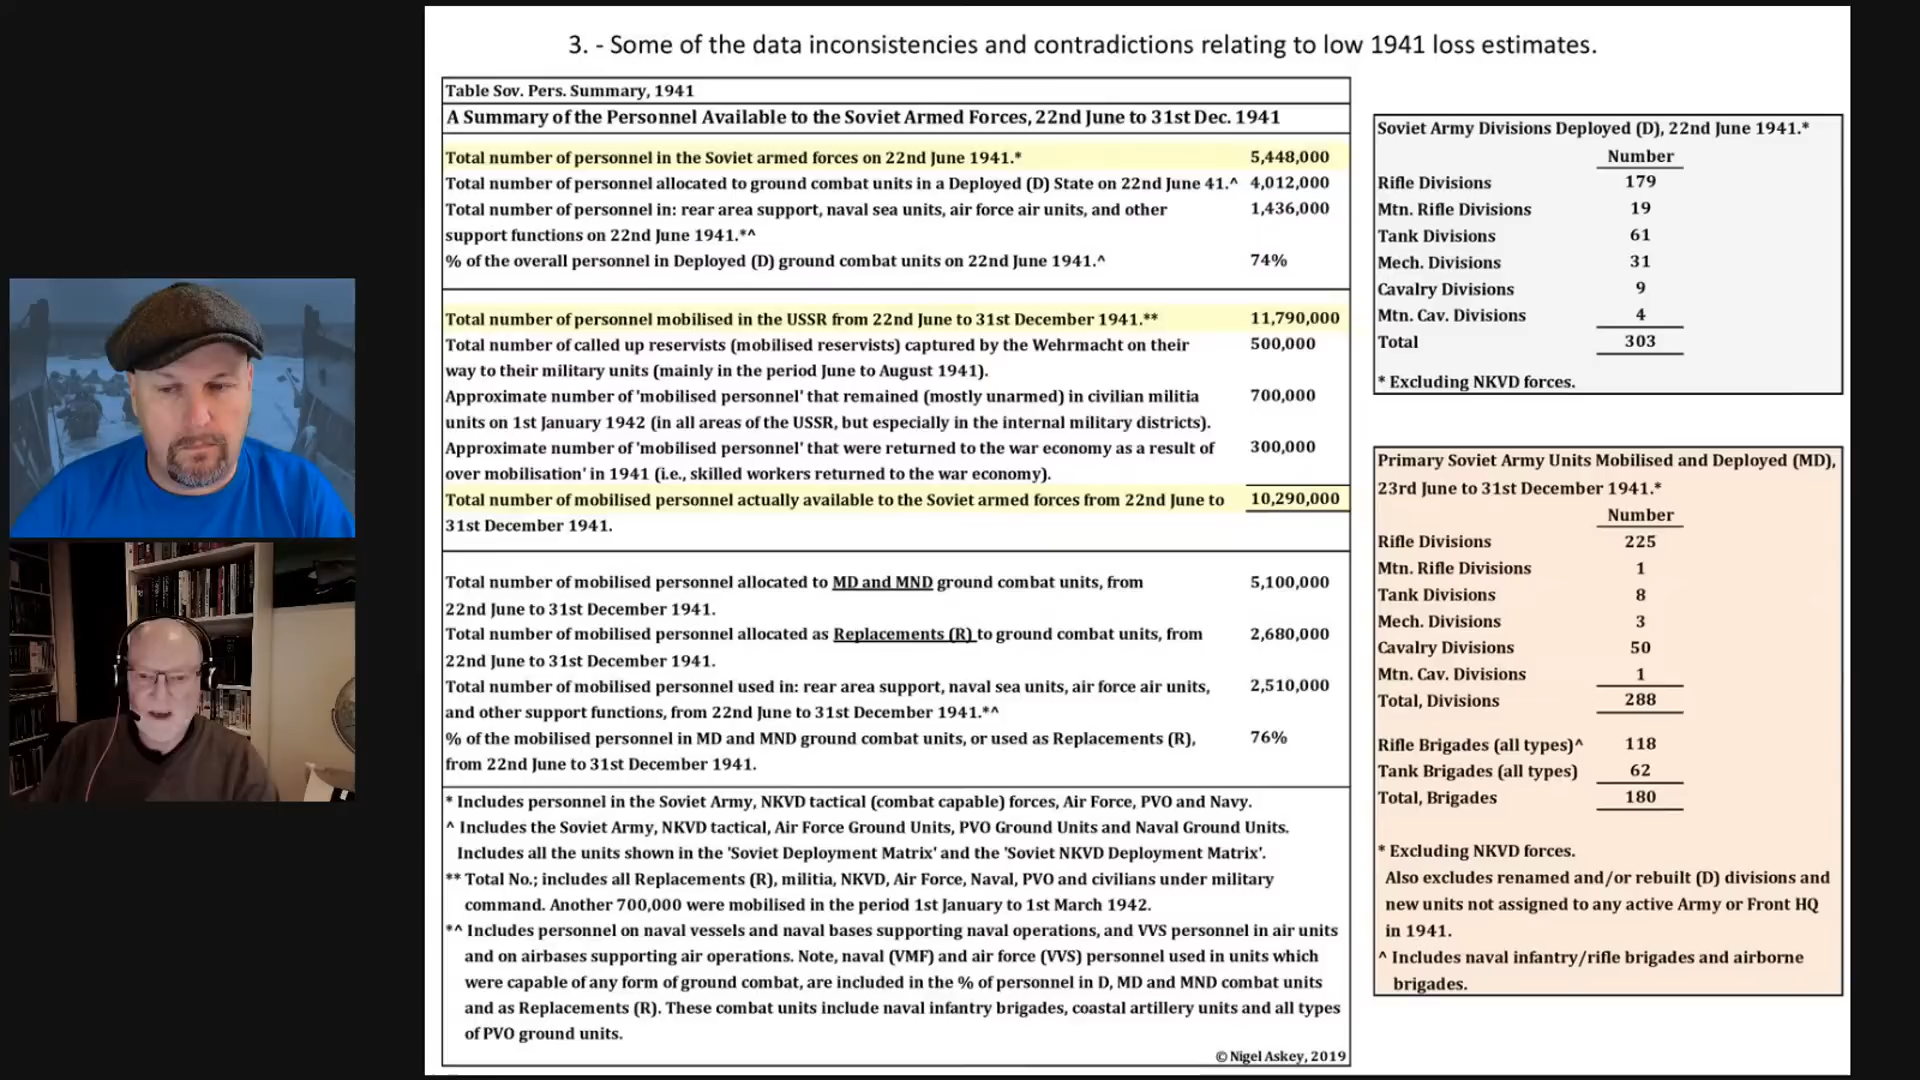 3. - Some of the data inconsistencies and contradictions relating to low 1941 loss estimates.
Table Sov. Pers. Summary, 1941
A Summary of the Personnel Available to the Soviet Armed Forces, 22nd June to 31st Dec. 1941
Total number of personnel in the Soviet armed forces on 22nd June 1941.* 5,448,000
Total number of personnel allocated to ground combat units in a Deployed (D) State on 22nd June 41.^ 4,012,000
Total number of personnel in: rear area support, naval sea units, air force air units, and other 1,436,000
support functions on 22nd June 1941.*^
% of the overall personnel in Deployed (D) ground combat units on 22nd June 1941.^ 74%
Total number of personnel mobilised in the USSR from 22nd June to 31st December 1941.** 11,790,000
Total number of called up reservists (mobilised reservists) captured by the Wehrmacht on their 500,000
way to their military units (mainly in the period June to August 1941).
Approximate number of 'mobilised personnel' that remained (mostly unarmed) in civilian militia 700,000
units on 1st January 1942 (in all areas of the USSR, but especially in the internal military districts).
Approximate number of 'mobilised personnel' that were returned to the war economy as a result of 300,000
over mobilisation' in 1941 (i.e., skilled workers returned to the war economy).
Total number of mobilised personnel actually available to the Soviet armed forces from 22nd June to 10,290,000
31st December 1941.
Total number of mobilised personnel allocated to MD and MND ground combat units, from 5,100,000
22nd June to 31st December 1941.
Total number of mobilised personnel allocated as Replacements (R) to ground combat units, from 2,680,000
22nd June to 31st December 1941.
Total number of mobilised personnel used in: rear area support, naval sea units, air force air units, 2,510,000
and other support functions, from 22nd June to 31st December 1941.*^
% of the mobilised personnel in MD and MND ground combat units, or used as Replacements (R), 76%
from 22nd June to 31st December 1941.
* Includes personnel in the Soviet Army, NKVD tactical (combat capable) forces, Air Force, PVO and Navy.
^ Includes the Soviet Army, NKVD tactical, Air Force Ground Units, PVO Ground Units and Naval Ground Units.
Includes all the units shown in the 'Soviet Deployment Matrix' and the 'Soviet NKVD Deployment Matrix'.
** Total No.; includes all Replacements (R), militia, NKVD, Air Force, Naval, PVO and civilians under military
command. Another 700,000 were mobilised in the period 1st January to 1st March 1942.
*^ Includes personnel on naval vessels and naval bases supporting naval operations, and VVS personnel in air units
and on airbases supporting air operations. Note, naval (VMF) and air force (VVS) personnel used in units which
were capable of any form of ground combat, are included in the % of personnel in D, MD and MND combat units
and as Replacements (R). These combat units include naval infantry brigades, coastal artillery units and all types
of PVO ground units.
© Nigel Askey, 2019
Soviet Army Divisions Deployed (D), 22nd June 1941.*
Number
Rifle Divisions 179
Mtn. Rifle Divisions 19
Tank Divisions 61
Mech. Divisions 31
Cavalry Divisions 9
Mtn. Cav. Divisions 4
Total 303
* Excluding NKVD forces.
Primary Soviet Army Units Mobilised and Deployed (MD),
23rd June to 31st December 1941.*
Number
Rifle Divisions 225
Mtn. Rifle Divisions 1
Tank Divisions 8
Mech. Divisions 3
Cavalry Divisions 50
Mtn. Cav. Divisions 1
Total, Divisions 288
Rifle Brigades (all types)^ 118
Tank Brigades (all types) 62
Total, Brigades 180
* Excluding NKVD forces.
Also excludes renamed and/or rebuilt (D) divisions and
new units not assigned to any active Army or Front HQ
in 1941.
^ Includes naval infantry/rifle brigades and airborne
brigades.